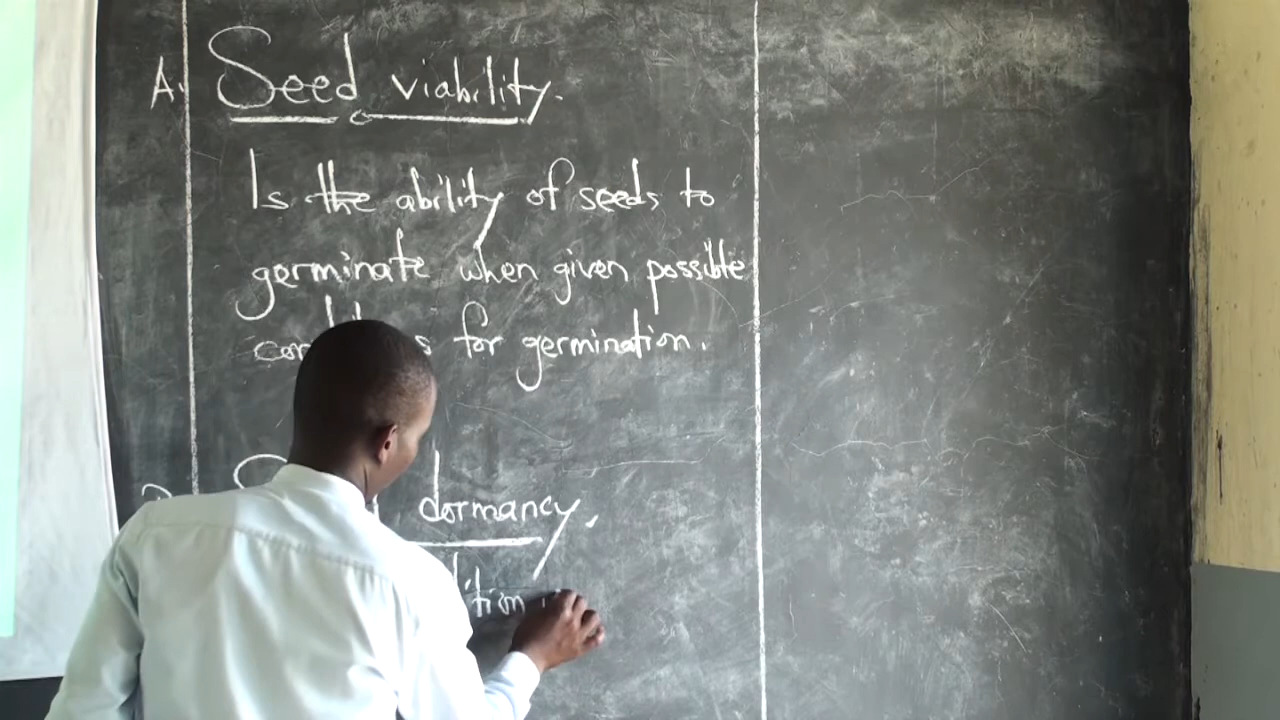 A. Seed viability.
Is the ability of seeds to
germinate when given possible
for germination.
dormancy,